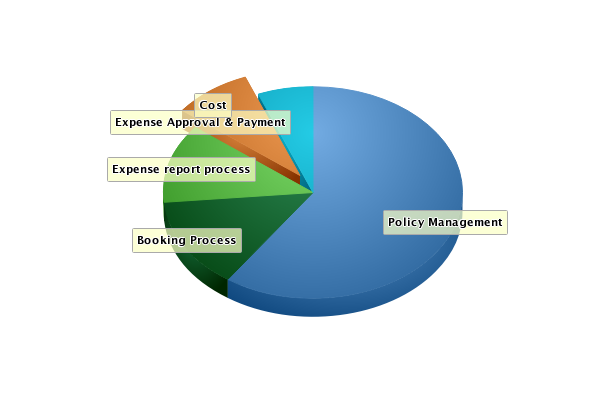 Cost
Expense Approval & Payment
Expense report process
Policy Management
Booking Process